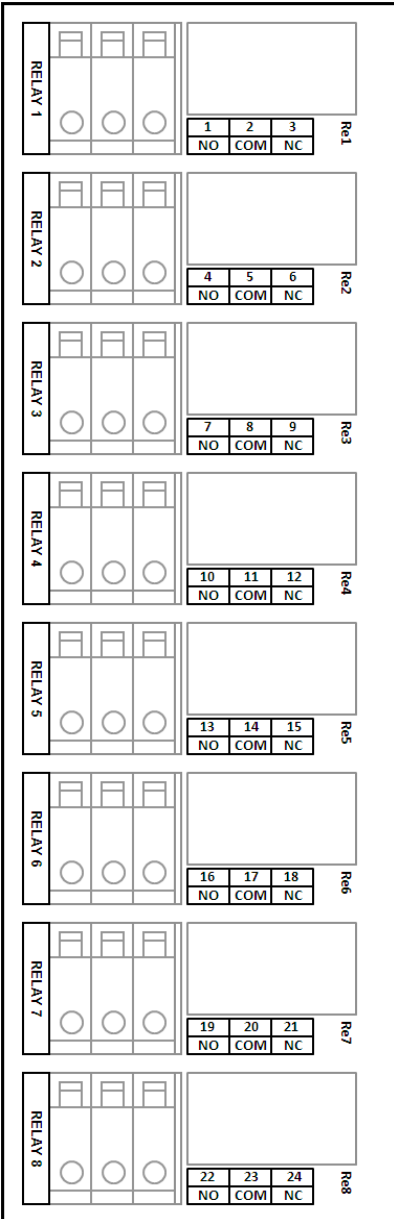 RELAY 1
1 2 3
NO COM NC
Re1
RELAY 2
4 5 6
NO COM NC
Re2
RELAY 3
7 8 9
NO COM NC
Re3
RELAY 4
10 11 12
NO COM NC
Re4
RELAY 5
13 14 15
NO COM NC
Re5
RELAY 6
16 17 18
NO COM NC
Re6
RELAY 7
19 20 21
NO COM NC
Re7
RELAY 8
22 23 24
NO COM NC
Re8